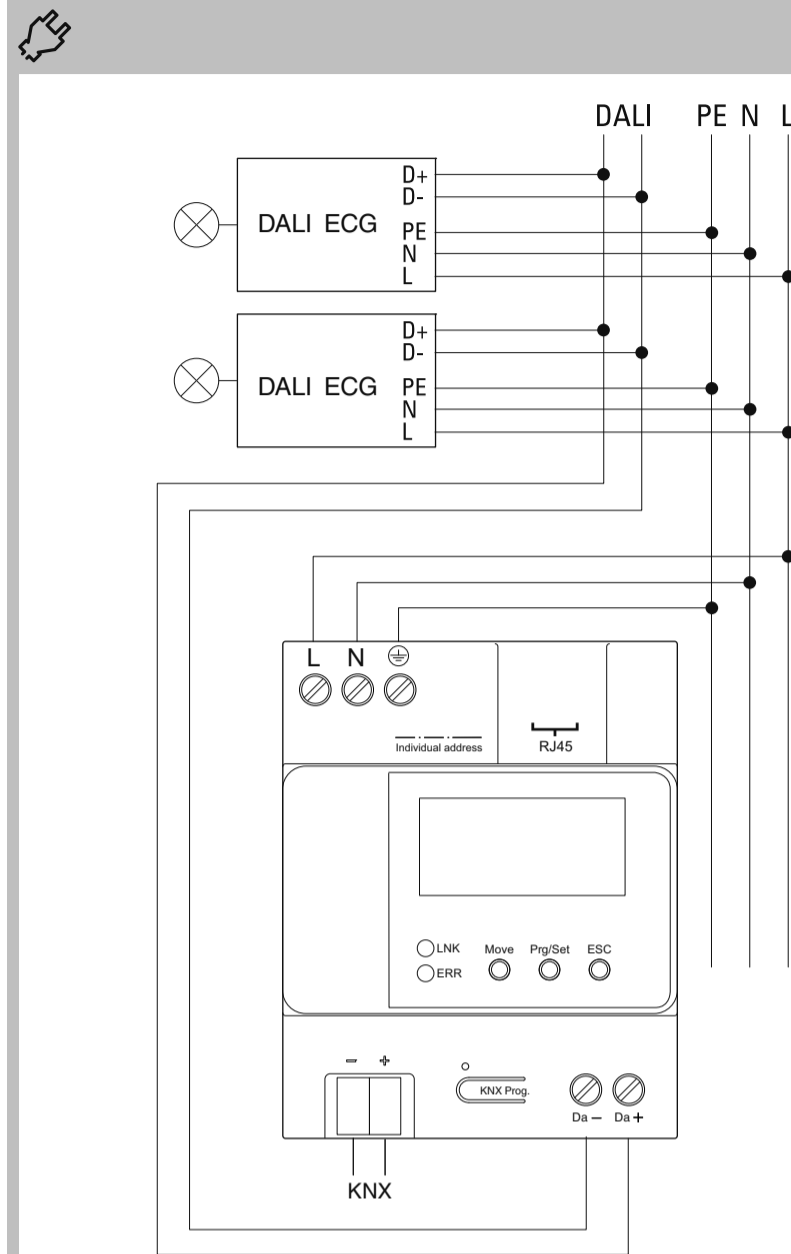 DALI PE N L
D+
D-
DALI ECG PE
N
L
D+
D-
DALI ECG PE
N
L
L N
Individual address RJ45
LNK Move Prg/Set ESC
ERR
− +
KNX Prog.
Da − Da +
KNX